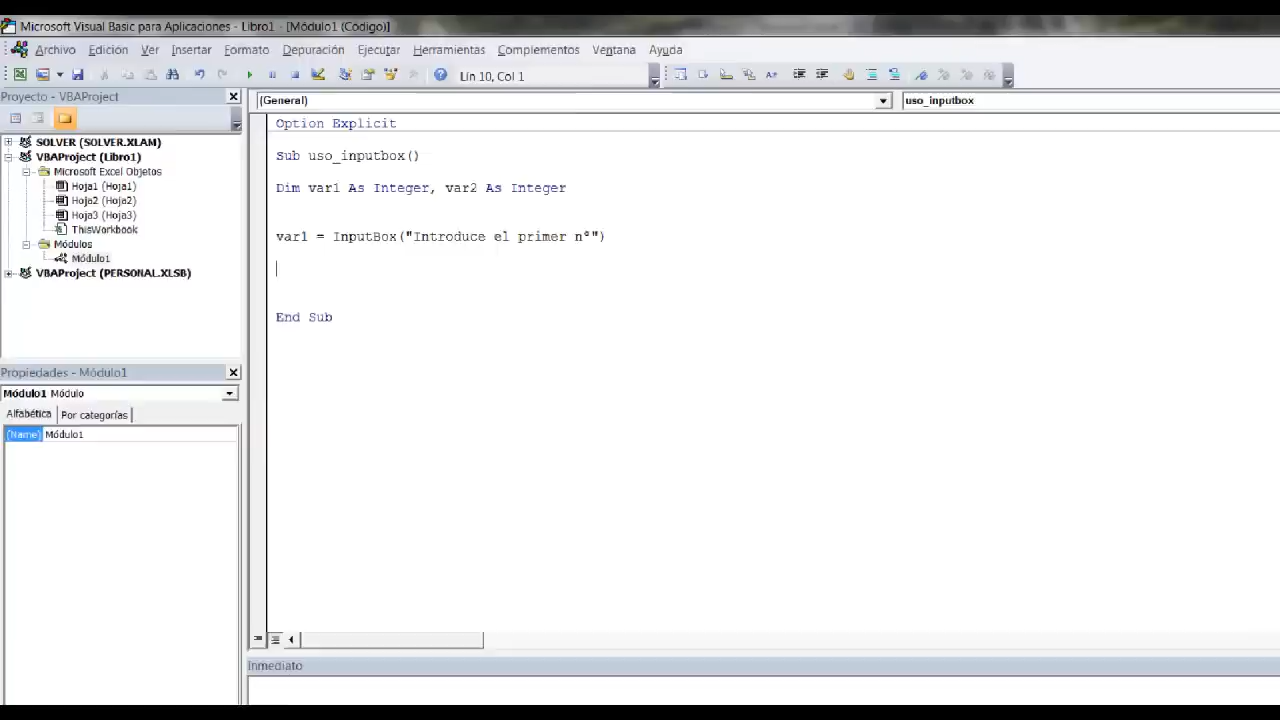 Microsoft Visual Basic para Aplicaciones - Libro1 - [Módulo1 (Código)]
Archivo Edición Ver Insertar Formato Depuración Ejecutar Herramientas Complementos Ventana Ayuda
Lín 10, Col 1
Proyecto - VBAProject
SOLVER (SOLVER.XLAM)
VBAProject (Libro1)
Microsoft Excel Objetos
Hoja1 (Hoja1)
Hoja2 (Hoja2)
Hoja3 (Hoja3)
ThisWorkbook
Módulos
Módulo1
VBAProject (PERSONAL.XLSB)
Propiedades - Módulo1
Módulo1 Módulo
Alfabética Por categorías
(Name) Módulo1
(General) uso_inputbox
Option Explicit
Sub uso_inputbox()
Dim var1 As Integer, var2 As Integer
var1 = InputBox("Introduce el primer nº")
End Sub
Inmediato